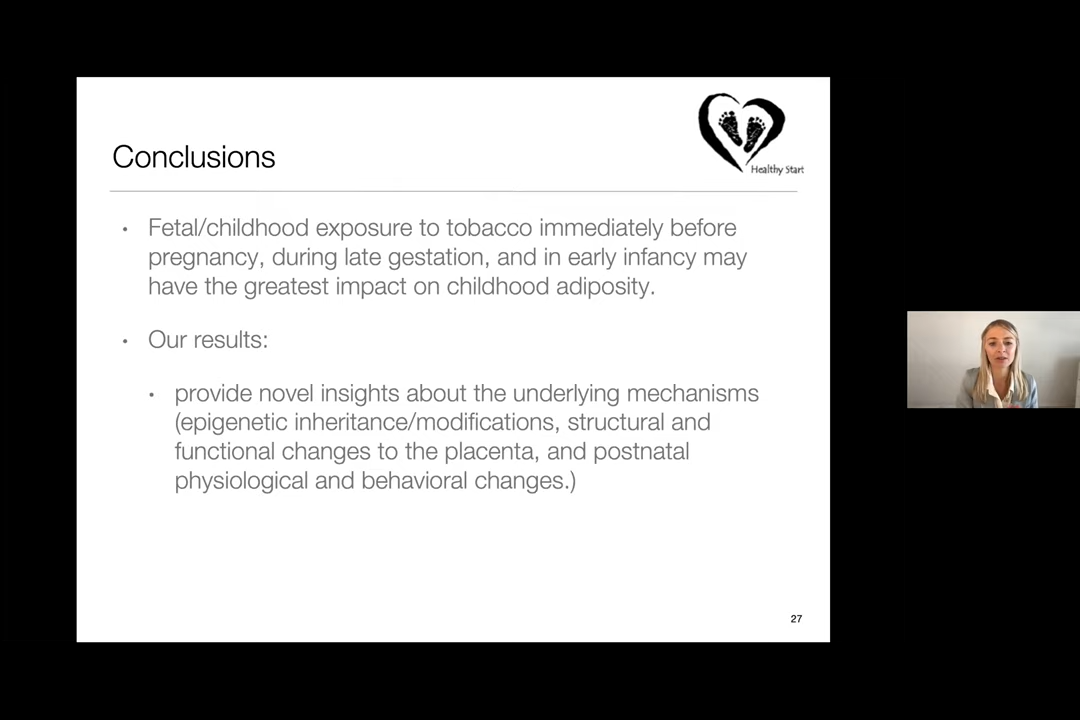 Healthy Start
Conclusions
• Fetal/childhood exposure to tobacco immediately before
pregnancy, during late gestation, and in early infancy may
have the greatest impact on childhood adiposity.
• Our results:
• provide novel insights about the underlying mechanisms
(epigenetic inheritance/modifications, structural and
functional changes to the placenta, and postnatal
physiological and behavioral changes.)
27